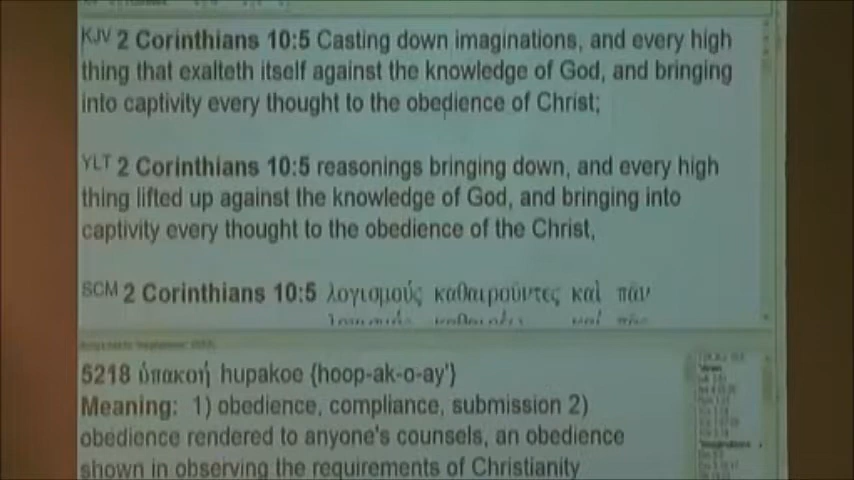 KJV 2 Corinthians 10:5 Casting down imaginations, and every high
thing that exalteth itself against the knowledge of God, and bringing
into captivity every thought to the obedience of Christ;
YLT 2 Corinthians 10:5 reasonings bringing down, and every high
thing lifted up against the knowledge of God, and bringing into
captivity every thought to the obedience of the Christ,
SCM 2 Corinthians 10:5 λογισμούς καθαιροῦντες καὶ πᾶν
5218 ὑπακοή hupakoe {hoop-ak-o-ay'}
Meaning: 1) obedience, compliance, submission 2)
obedience rendered to anyone's counsels, an obedience
shown in observing the requirements of Christianity